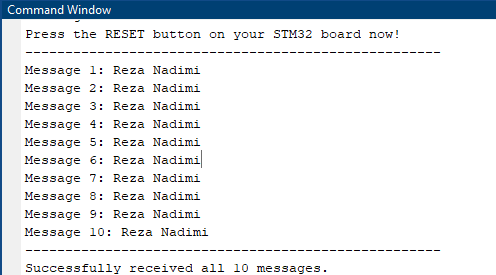 Command Window
Press the RESET button on your STM32 board now!
----------------------------------------------------
Message 1: Reza Nadimi
Message 2: Reza Nadimi
Message 3: Reza Nadimi
Message 4: Reza Nadimi
Message 5: Reza Nadimi
Message 6: Reza Nadimi
Message 7: Reza Nadimi
Message 8: Reza Nadimi
Message 9: Reza Nadimi
Message 10: Reza Nadimi
----------------------------------------------------
Successfully received all 10 messages.